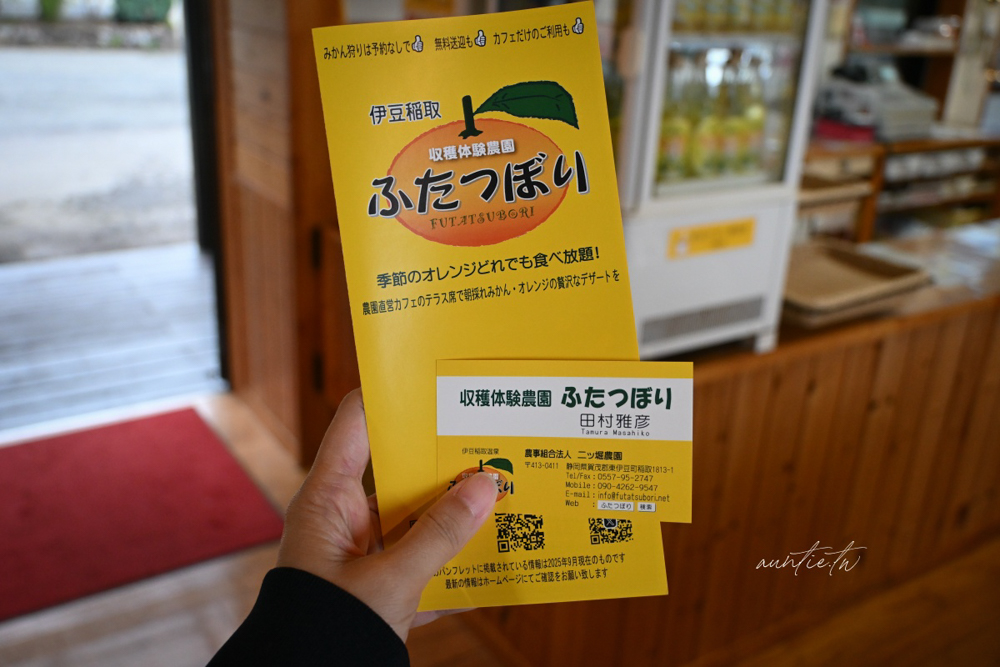 みかん狩りは予約なしで👍 無料送迎も👍 カフェだけのご利用も👍
伊豆稲取
収穫体験農園
ふたつぼり
FUTATSUBORI
季節のオレンジどれでも食べ放題!
農園直営カフェのテラス席で朝採れみかん・オレンジの贅沢なデザートを
収穫体験農園 ふたつぼり
田村雅彦
Tamura Masahiko
伊豆稲取温泉
農事組合法人 二ッ堀農園
〒413-0411 静岡県賀茂郡東伊豆町稲取1813-1
Tel/Fax:0557-95-2747
Mobile:090-4262-9547
E-mail:info@futatsubori.net
Web :ふたつぼり 検索
パンフレットに掲載されている情報は2025年9月現在のものです
最新の情報はホームページにてご確認をお願い致します
auntie.th